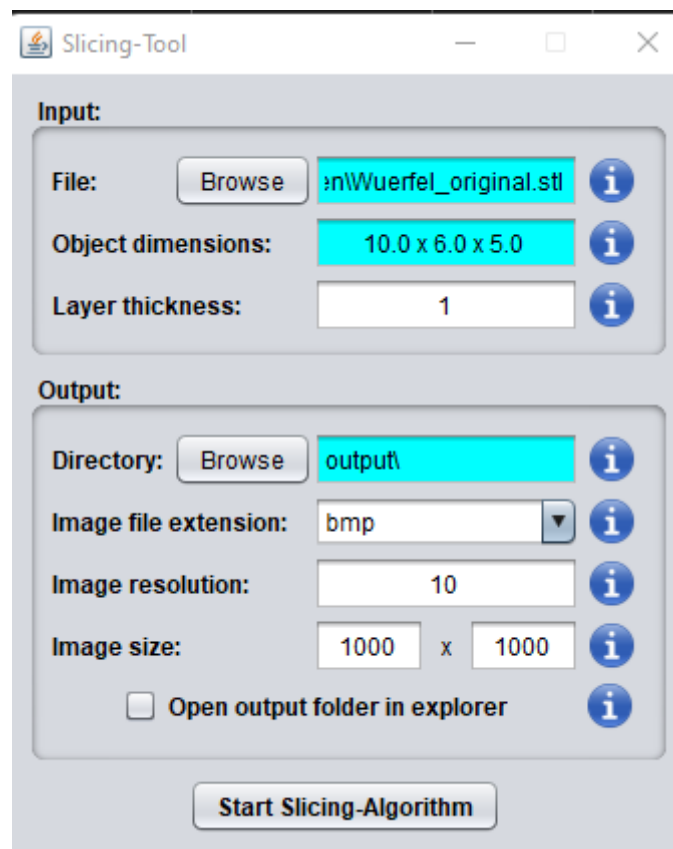 Slicing-Tool
Input:
File: Browse en\Wuerfel_original.stl
Object dimensions: 10.0 x 6.0 x 5.0
Layer thickness: 1
Output:
Directory: Browse output\
Image file extension: bmp
Image resolution: 10
Image size: 1000 x 1000
Open output folder in explorer
Start Slicing-Algorithm